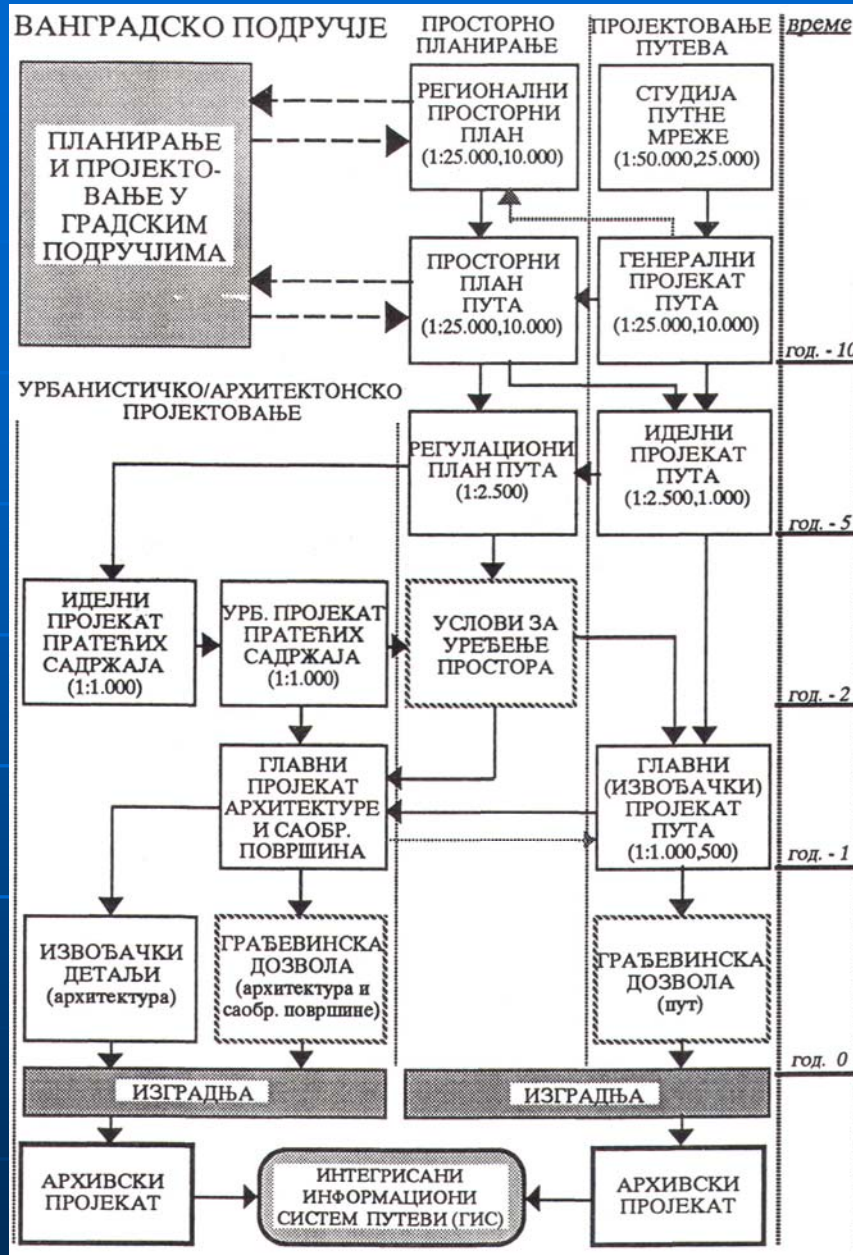 ВАНГРАДСКО ПОДРУЧЈЕ
ПРОСТОРНО
ПЛАНИРАЊЕ
ПРОЈЕКТОВАЊЕ
ПУТЕВА
време
ПЛАНИРАЊЕ
И ПРОЈЕКТО-
ВАЊЕ У
ГРАДСКИМ
ПОДРУЧЈИМА
РЕГИОНАЛНИ
ПРОСТОРНИ
ПЛАН
(1:25.000,10.000)
СТУДИЈА
ПУТНЕ
МРЕЖЕ
(1:50.000,25.000)
ПРОСТОРНИ
ПЛАН
ПУТА
(1:25.000,10.000)
ГЕНЕРАЛНИ
ПРОЈЕКАТ
ПУТА
(1:25.000,10.000)
год. - 10
УРБАНИСТИЧКО/АРХИТЕКТОНСКО
ПРОЈЕКТОВАЊЕ
РЕГУЛАЦИОНИ
ПЛАН ПУТА
(1:2.500)
ИДЕЈНИ
ПРОЈЕКАТ
ПУТА
(1:2.500,1.000)
год. - 5
ИДЕЈНИ
ПРОЈЕКАТ
ПРАТЕЋИХ
САДРЖАЈА
(1:1.000)
УРБ. ПРОЈЕКАТ
ПРАТЕЋИХ
САДРЖАЈА
(1:1.000)
УСЛОВИ ЗА
УРЕЂЕЊЕ
ПРОСТОРА
год. - 2
ГЛАВНИ
ПРОЈЕКАТ
АРХИТЕКТУРЕ
И САОБР.
ПОВРШИНА
ГЛАВНИ
(ИЗВОЂАЧКИ)
ПРОЈЕКАТ
ПУТА
(1:1.000,500)
год. - 1
ИЗВОЂАЧКИ
ДЕТАЉИ
(архитектура)
ГРАЂЕВИНСКА
ДОЗВОЛА
(архитектура и
саобр. површине)
ГРАЂЕВИНСКА
ДОЗВОЛА
(пут)
год. 0
ИЗГРАДЊА
ИЗГРАДЊА
АРХИВСКИ
ПРОЈЕКАТ
ИНТЕГРИСАНИ
ИНФОРМАЦИОНИ
СИСТЕМ ПУТЕВИ (ГИС)
АРХИВСКИ
ПРОЈЕКАТ